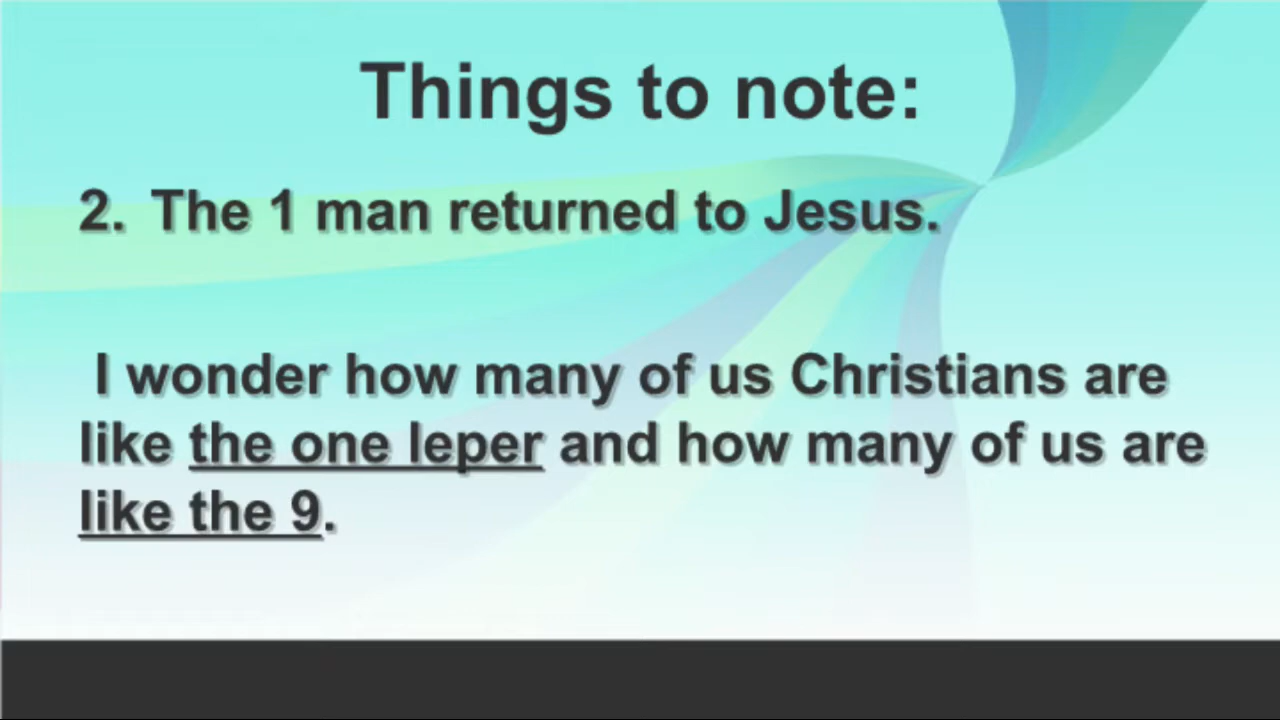 Things to note:
2. The 1 man returned to Jesus.
I wonder how many of us Christians are
like the one leper and how many of us are
like the 9.